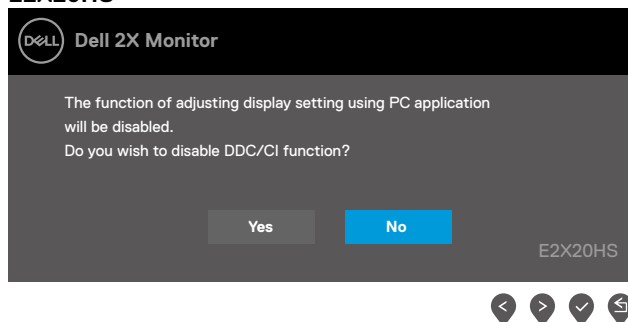 E2X20HS
DELL Dell 2X Monitor
The function of adjusting display setting using PC application
will be disabled.
Do you wish to disable DDC/CI function?
Yes No
E2X20HS